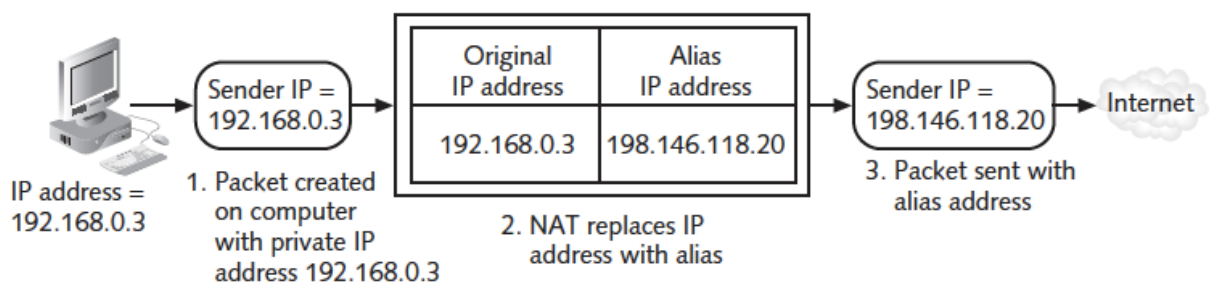 IP address =
192.168.0.3
Sender IP =
192.168.0.3
1. Packet created
on computer
with private IP
address 192.168.0.3
Original
IP address
Alias
IP address
192.168.0.3
198.146.118.20
2. NAT replaces IP
address with alias
Sender IP =
198.146.118.20
3. Packet sent with
alias address
Internet